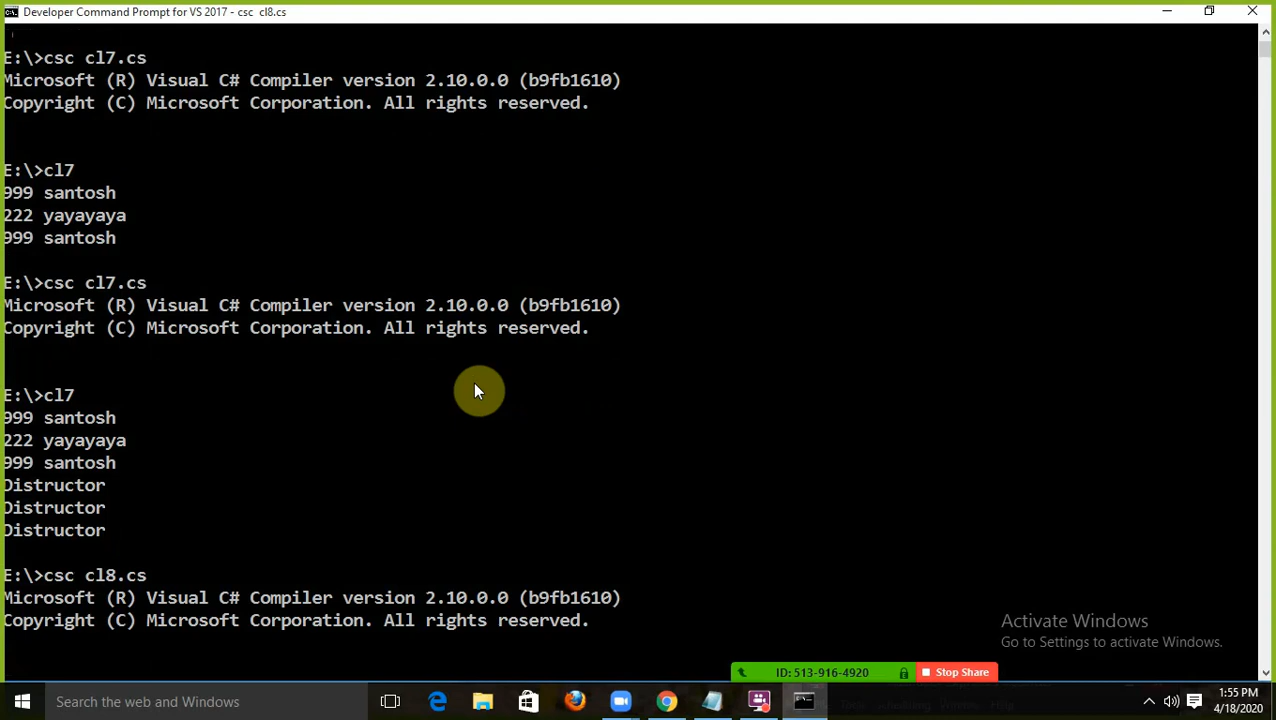 Developer Command Prompt for VS 2017 - csc cl8.cs
E:\>csc cl7.cs
Microsoft (R) Visual C# Compiler version 2.10.0.0 (b9fb1610)
Copyright (C) Microsoft Corporation. All rights reserved.
E:\>cl7
999 santosh
222 yayayaya
999 santosh
E:\>csc cl7.cs
Microsoft (R) Visual C# Compiler version 2.10.0.0 (b9fb1610)
Copyright (C) Microsoft Corporation. All rights reserved.
E:\>cl7
999 santosh
222 yayayaya
999 santosh
Distructor
Distructor
Distructor
E:\>csc cl8.cs
Microsoft (R) Visual C# Compiler version 2.10.0.0 (b9fb1610)
Copyright (C) Microsoft Corporation. All rights reserved.
Activate Windows
Go to Settings to activate Windows.
ID: 513-916-4920
Stop Share
Search the web and Windows
1:55 PM
4/18/2020